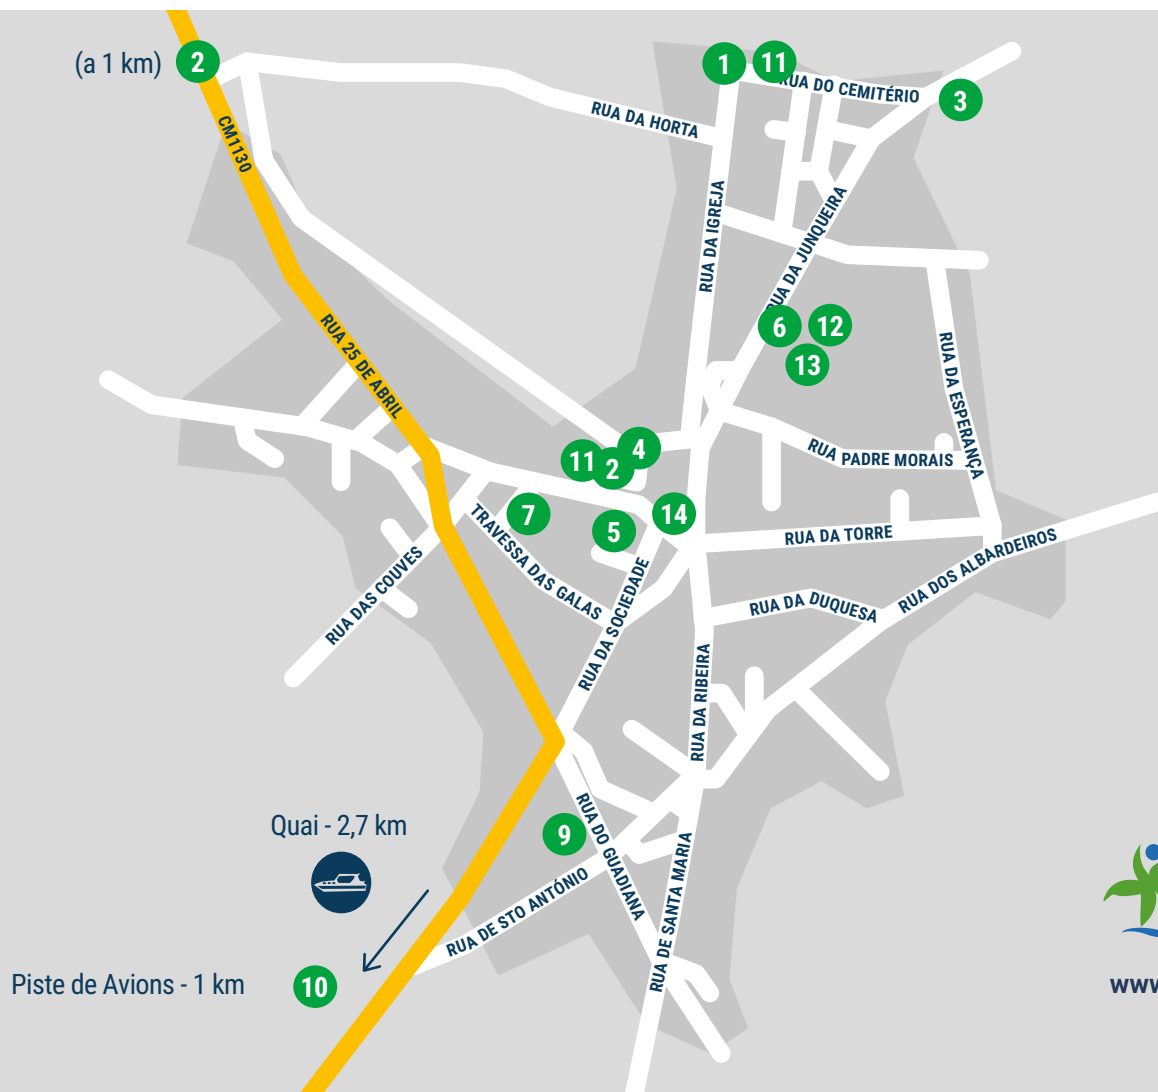 (a 1 km)
2
1
11
RUA DO CEMITÉRIO
3
CM1130
RUA DA HORTA
RUA DA IGREJA
RUA DA JUNQUEIRA
6
12
13
RUA 25 DE ABRIL
RUA DA ESPERANÇA
11
2
4
RUA PADRE MORAIS
7
5
14
TRAVESSA DAS GALAS
RUA DA TORRE
RUA DAS COUVES
RUA DA SOCIEDADE
RUA DA DUQUESA
RUA DOS ALBARDEIROS
RUA DA RIBEIRA
Quai - 2,7 km
9
RUA DO GUADIANA
RUA DE STO ANTÓNIO
RUA DE SANTA MARIA
Piste de Avions - 1 km
10
www